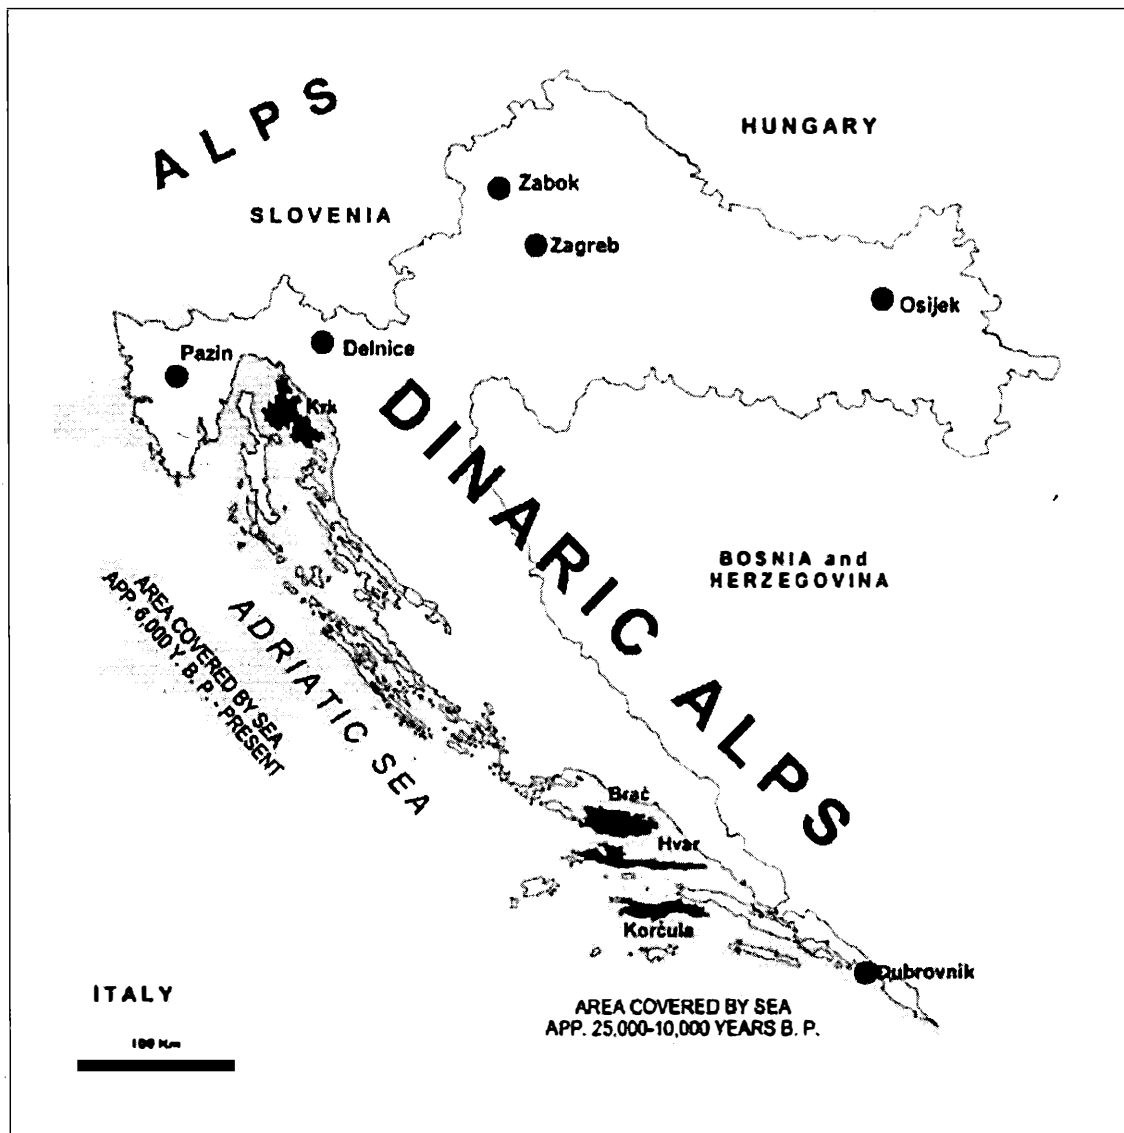 ALPS
HUNGARY
Zabok
SLOVENIA
Zagreb
Osijek
Pazin
Delnice
Krk
DINARIC ALPS
BOSNIA and
HERZEGOVINA
AREA COVERED BY SEA
APP. 6,000 Y. B. P. - PRESENT
ADRIATIC SEA
Brač
Hvar
Korčula
Dubrovnik
ITALY
AREA COVERED BY SEA
APP. 25,000-10,000 YEARS B. P.
100 Km